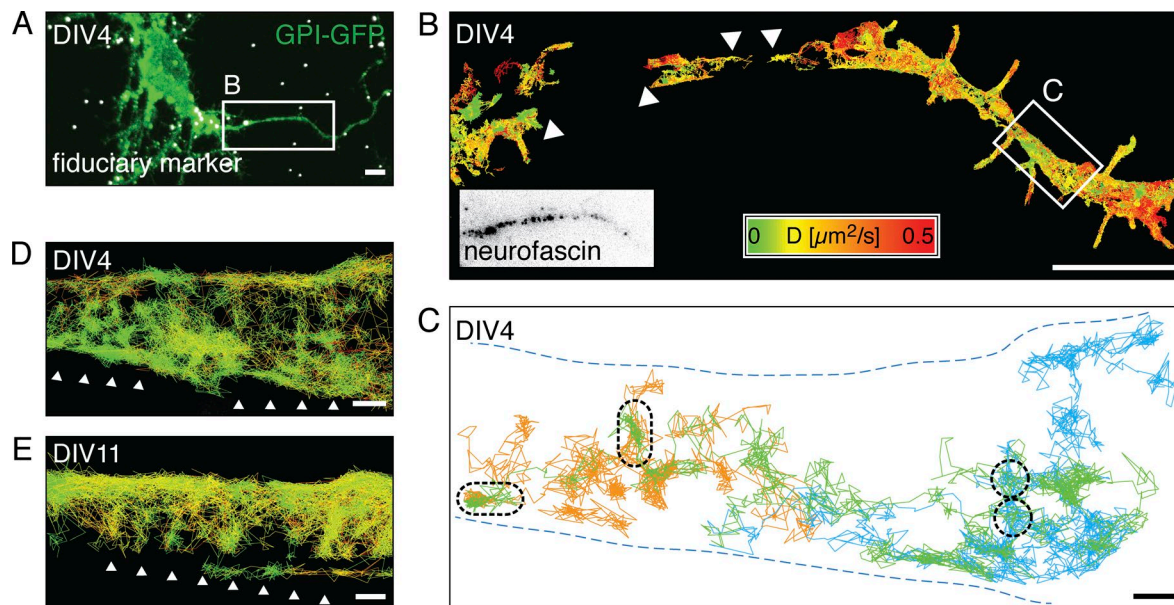 A
DIV4
GPI-GFP
B
fiduciary marker
B
DIV4
C
neurofascin
0 D [µm²/s] 0.5
D
DIV4
E
DIV11
C
DIV4